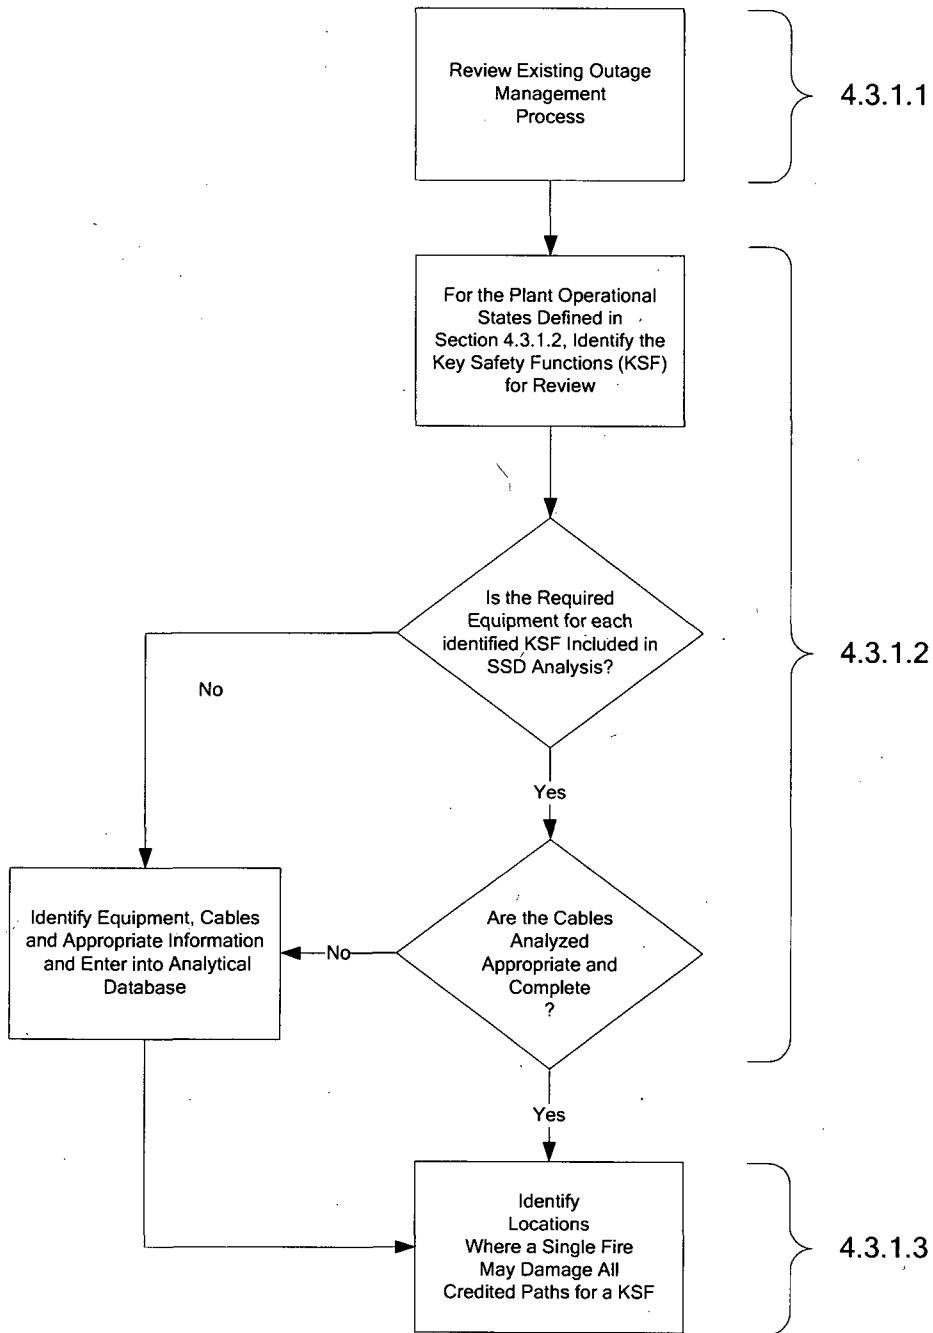 Review Existing Outage
Management
Process
4.3.1.1
For the Plant Operational
States Defined in
Section 4.3.1.2, Identify the
Key Safety Functions (KSF)
for Review
Is the Required
Equipment for each
identified KSF Included in
SSD Analysis?
4.3.1.2
No
Yes
Identify Equipment, Cables
and Appropriate Information
and Enter into Analytical
Database
No
Are the Cables
Analyzed
Appropriate and
Complete
?
Yes
Identify
Locations
Where a Single Fire
May Damage All
Credited Paths for a KSF
4.3.1.3